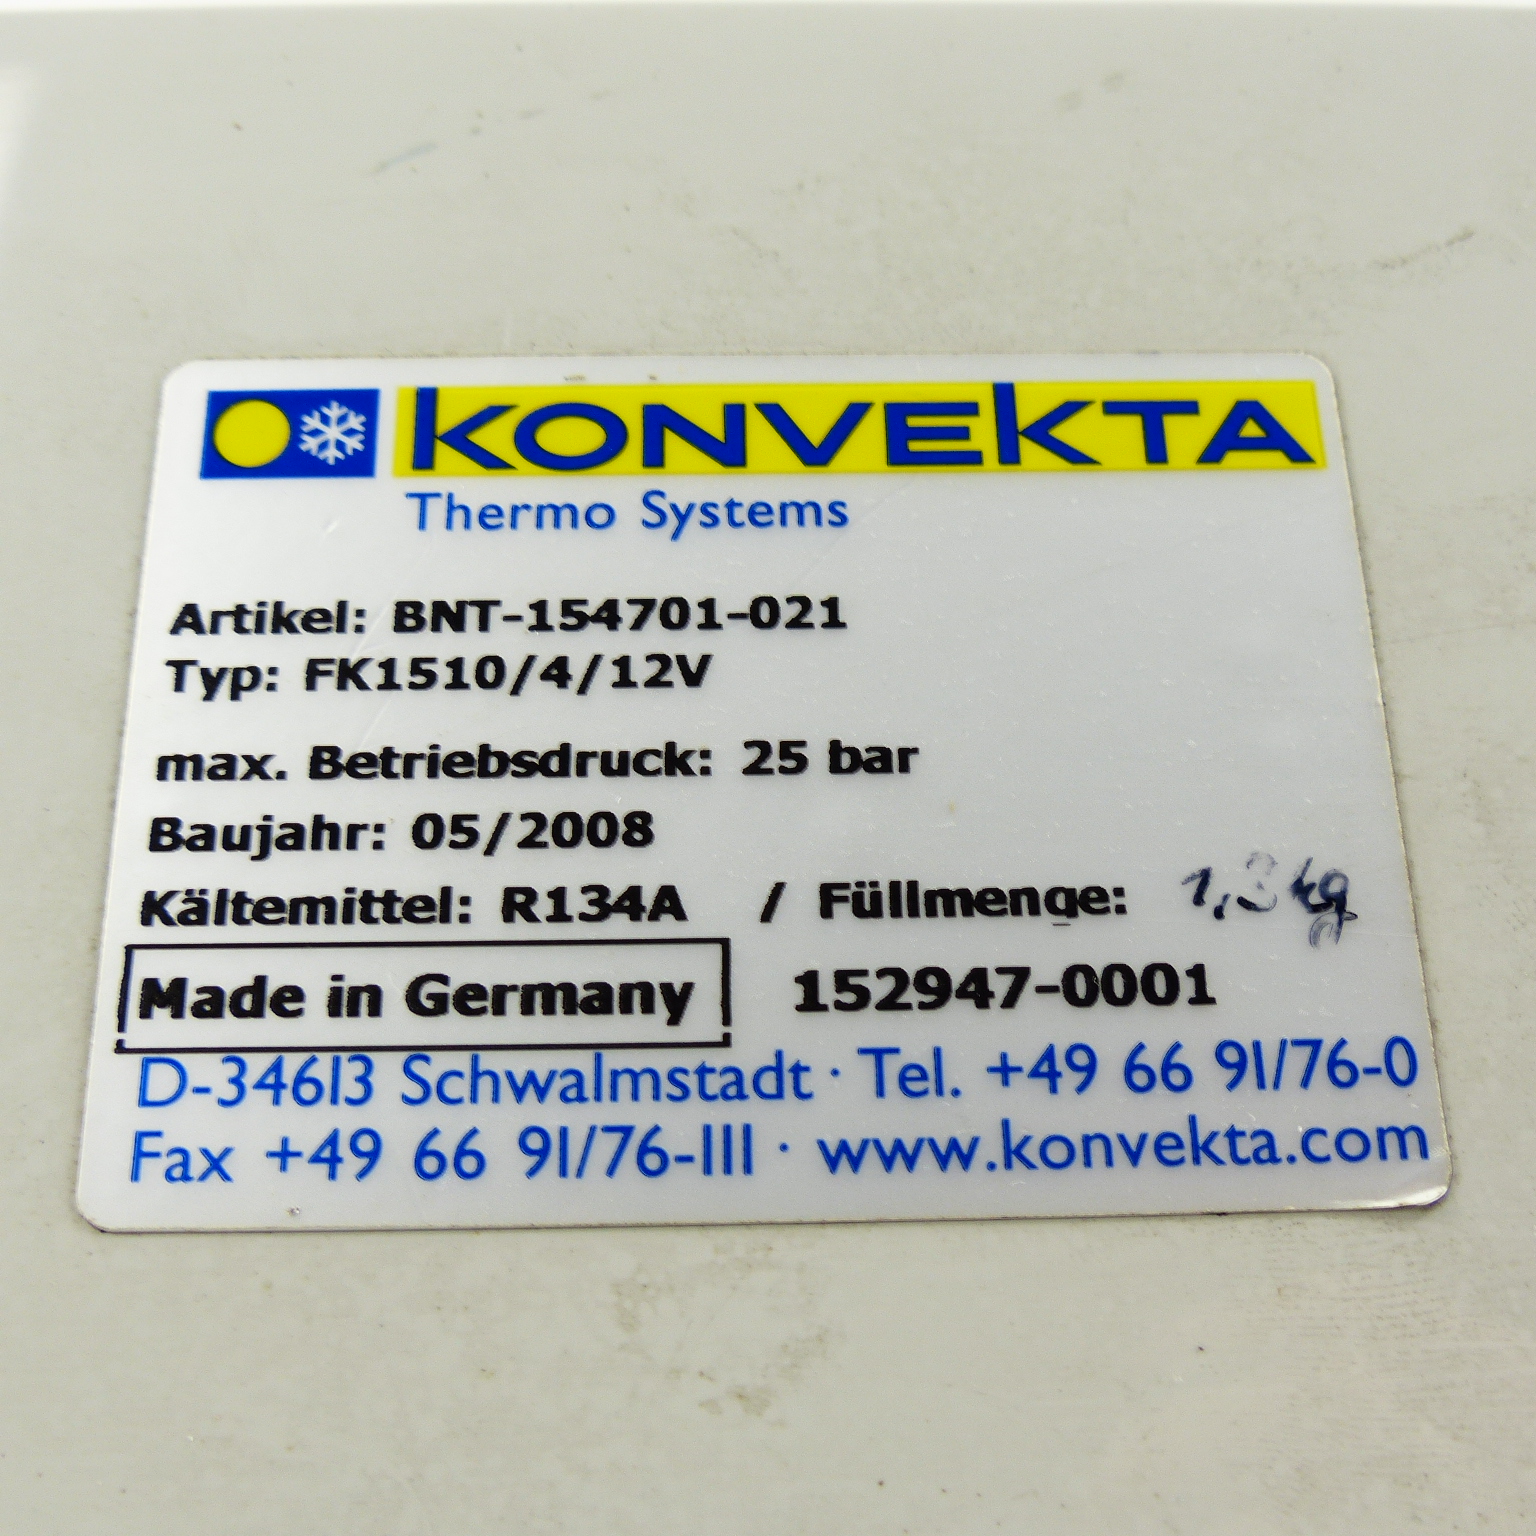 KONVEKTA
Thermo Systems
Artikel: BNT-154701-021
Typ: FK1510/4/12V
max. Betriebsdruck: 25 bar
Baujahr: 05/2008
Kältemittel: R134A / Füllmenge: kg
Made in Germany 152947-0001
D-34613 Schwalmstadt · Tel. +49 66 91/76-0
Fax +49 66 91/76-111 · www.konvekta.com